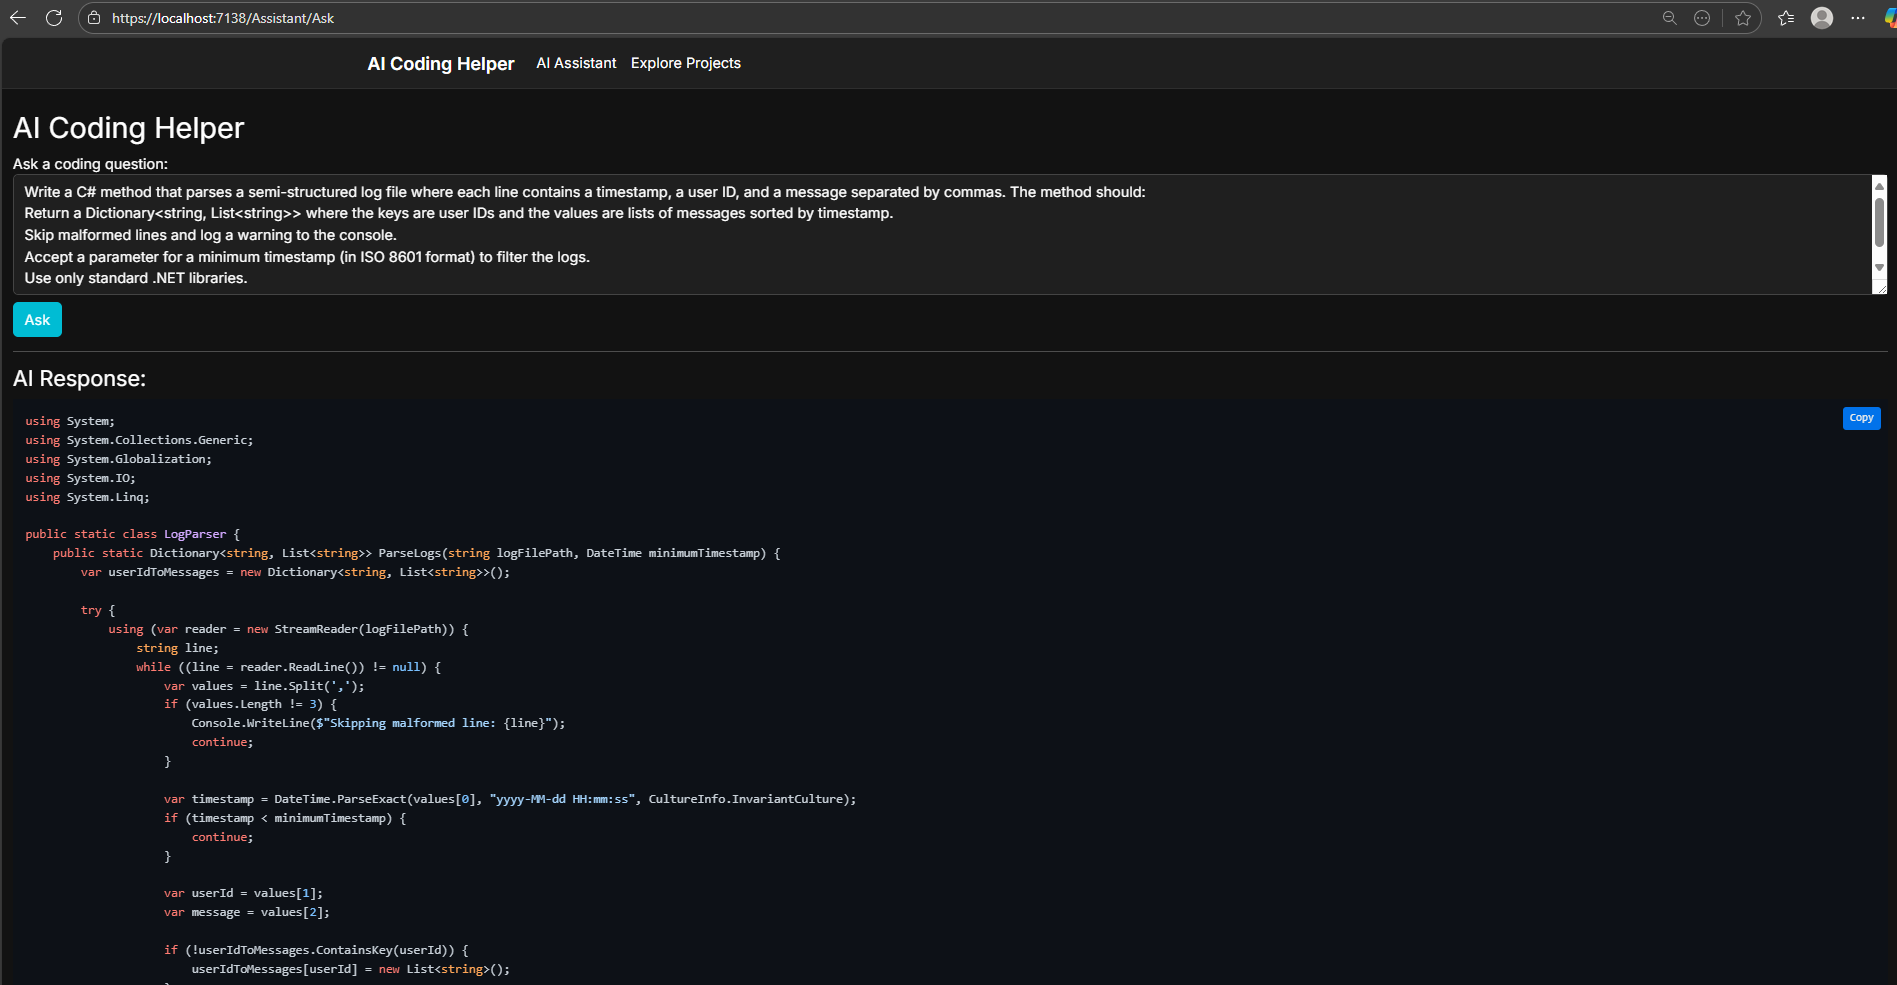 https://localhost:7138/Assistant/Ask
AI Coding Helper AI Assistant Explore Projects
AI Coding Helper
Ask a coding question:
Write a C# method that parses a semi-structured log file where each line contains a timestamp, a user ID, and a message separated by commas. The method should:
Return a Dictionary<string, List<string>> where the keys are user IDs and the values are lists of messages sorted by timestamp.
Skip malformed lines and log a warning to the console.
Accept a parameter for a minimum timestamp (in ISO 8601 format) to filter the logs.
Use only standard .NET libraries.
Ask
AI Response:
Copy
using System;
using System.Collections.Generic;
using System.Globalization;
using System.IO;
using System.Linq;
public static class LogParser {
    public static Dictionary<string, List<string>> ParseLogs(string logFilePath, DateTime minimumTimestamp) {
        var userIdToMessages = new Dictionary<string, List<string>>();
        try {
            using (var reader = new StreamReader(logFilePath)) {
                string line;
                while ((line = reader.ReadLine()) != null) {
                    var values = line.Split(',');
                    if (values.Length != 3) {
                        Console.WriteLine($"Skipping malformed line: {line}");
                        continue;
                    }
                    var timestamp = DateTime.ParseExact(values[0], "yyyy-MM-dd HH:mm:ss", CultureInfo.InvariantCulture);
                    if (timestamp < minimumTimestamp) {
                        continue;
                    }
                    var userId = values[1];
                    var message = values[2];
                    if (!userIdToMessages.ContainsKey(userId)) {
                        userIdToMessages[userId] = new List<string>();